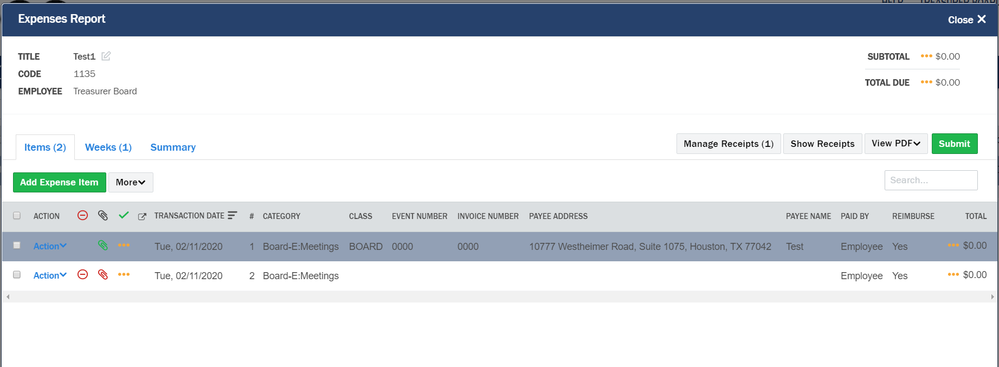 Expenses Report
Close
TITLE Test1
CODE 1135
EMPLOYEE Treasurer Board
SUBTOTAL $0.00
TOTAL DUE $0.00
Items (2) Weeks (1) Summary
Manage Receipts (1) Show Receipts View PDF Submit
Add Expense Item More
Search...
ACTION TRANSACTION DATE # CATEGORY CLASS EVENT NUMBER INVOICE NUMBER PAYEE ADDRESS PAYEE NAME PAID BY REIMBURSE TOTAL
Action Tue, 02/11/2020 1 Board-E:Meetings BOARD 0000 0000 10777 Westheimer Road, Suite 1075, Houston, TX 77042 Test Employee Yes $0.00
Action Tue, 02/11/2020 2 Board-E:Meetings Employee Yes $0.00